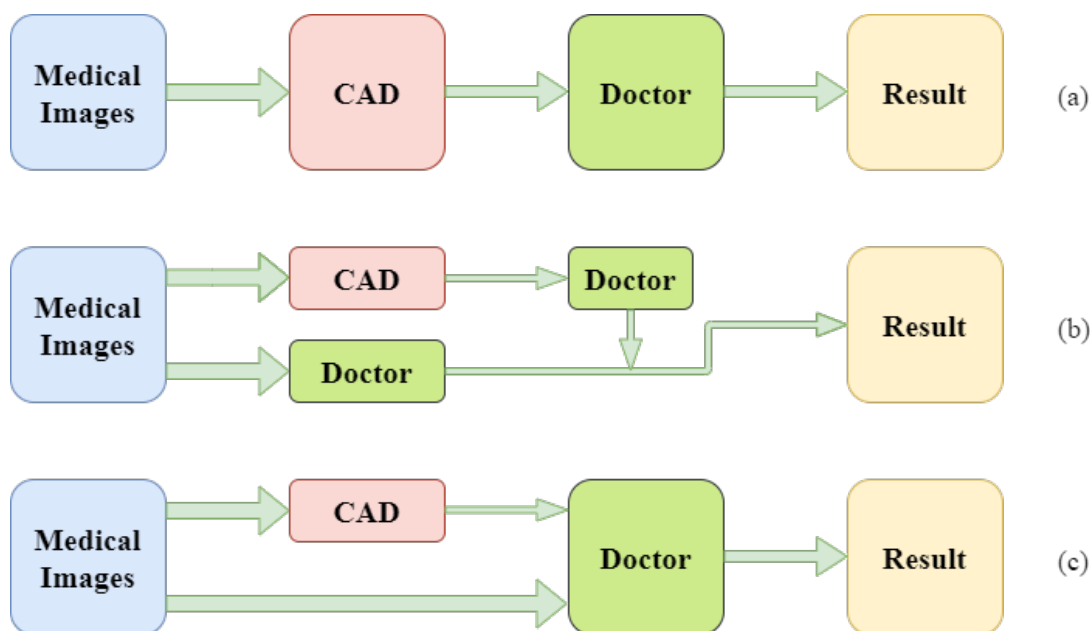 Medical
Images
CAD
Doctor
Result
(a)
Medical
Images
CAD
Doctor
Doctor
Result
(b)
Medical
Images
CAD
Doctor
Result
(c)